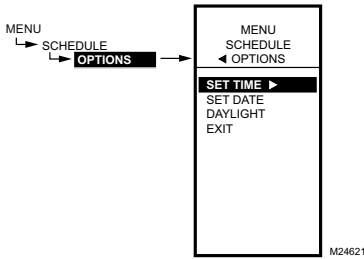 MENU
SCHEDULE
OPTIONS
MENU
SCHEDULE
◄ OPTIONS
SET TIME ►
SET DATE
DAYLIGHT
EXIT
M24621